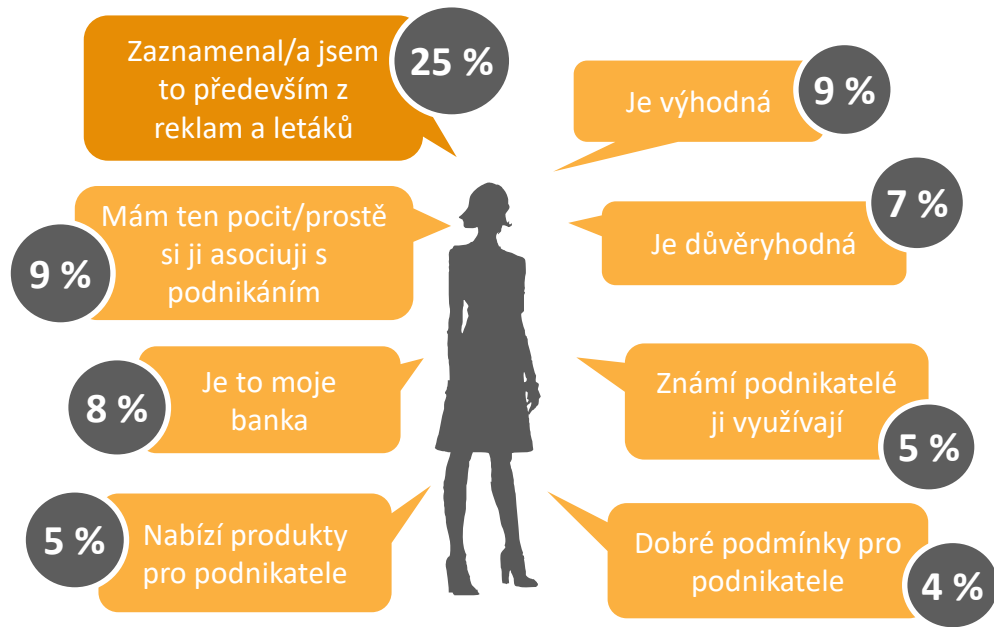 Zaznamenal/a jsem
to především z
reklam a letáků
25 %
Je výhodná
9 %
Mám ten pocit/prostě
si ji asociuji s
podnikáním
9 %
Je důvěryhodná
7 %
Je to moje
banka
8 %
Známí podnikatelé
ji využívají
5 %
Nabízí produkty
pro podnikatele
5 %
Dobré podmínky pro
podnikatele
4 %